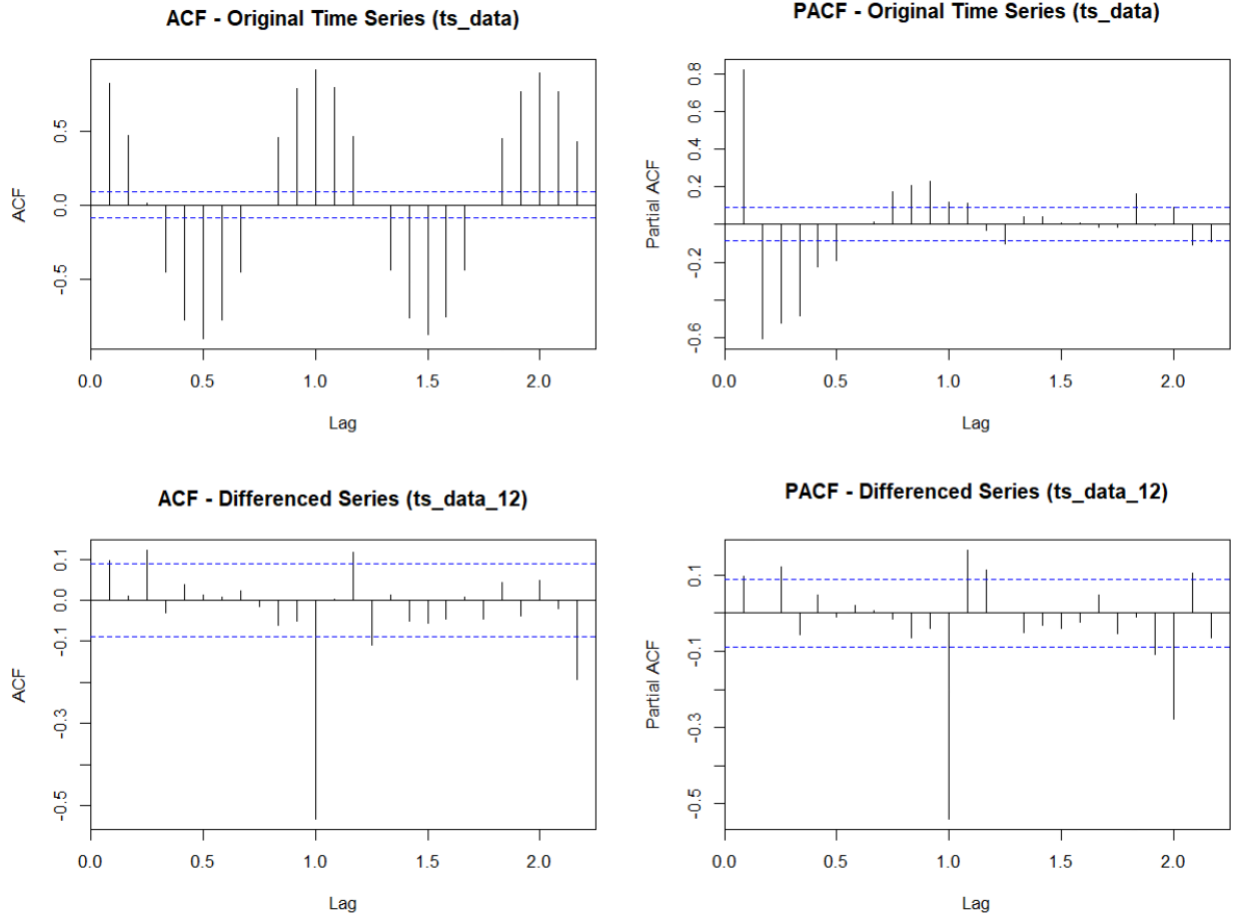 ACF - Original Time Series (ts_data)
ACF
0.5
0.0
-0.5
0.0 0.5 1.0 1.5 2.0
Lag
PACF - Original Time Series (ts_data)
Partial ACF
0.8
0.6
0.4
0.2
-0.2
-0.6
0.0 0.5 1.0 1.5 2.0
Lag
ACF - Differenced Series (ts_data_12)
ACF
0.1
0.0
-0.1
-0.3
-0.5
0.0 0.5 1.0 1.5 2.0
Lag
PACF - Differenced Series (ts_data_12)
Partial ACF
0.1
-0.1
-0.3
-0.5
0.0 0.5 1.0 1.5 2.0
Lag